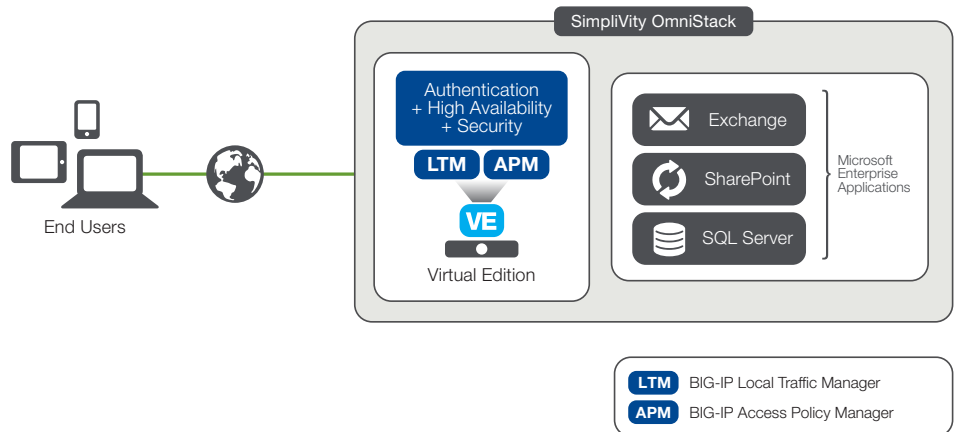 SimpliVity OmniStack
Authentication
+ High Availability
+ Security
LTM
APM
VE
Virtual Edition
End Users
Exchange
SharePoint
SQL Server
Microsoft
Enterprise
Applications
LTM BIG-IP Local Traffic Manager
APM BIG-IP Access Policy Manager